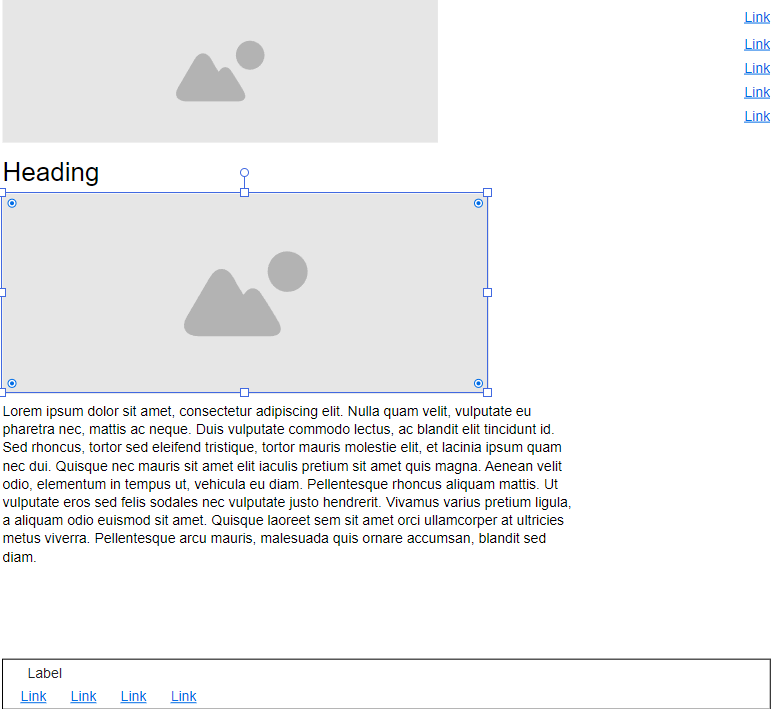 Link
Link
Link
Link
Link
Heading
Lorem ipsum dolor sit amet, consectetur adipiscing elit. Nulla quam velit, vulputate eu
pharetra nec, mattis ac neque. Duis vulputate commodo lectus, ac blandit elit tincidunt id.
Sed rhoncus, tortor sed eleifend tristique, tortor mauris molestie elit, et lacinia ipsum quam
nec dui. Quisque nec mauris sit amet elit iaculis pretium sit amet quis magna. Aenean velit
odio, elementum in tempus ut, vehicula eu diam. Pellentesque rhoncus aliquam mattis. Ut
vulputate eros sed felis sodales nec vulputate justo hendrerit. Vivamus varius pretium ligula,
a aliquam odio euismod sit amet. Quisque laoreet sem sit amet orci ullamcorper at ultricies
metus viverra. Pellentesque arcu mauris, malesuada quis ornare accumsan, blandit sed
diam.
Label
Link Link Link Link